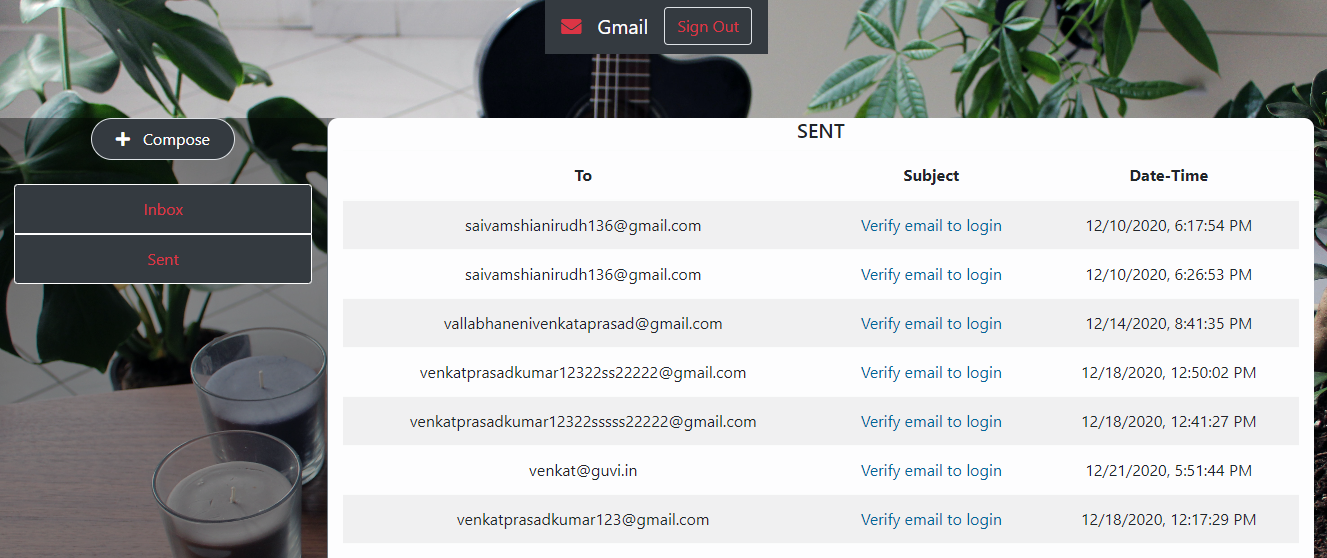 Gmail Sign Out
Compose
Inbox
Sent
SENT
To Subject Date-Time
saivamshianirudh136@gmail.com Verify email to login 12/10/2020, 6:17:54 PM
saivamshianirudh136@gmail.com Verify email to login 12/10/2020, 6:26:53 PM
vallabhanenivenkataprasad@gmail.com Verify email to login 12/14/2020, 8:41:35 PM
venkatprasadkumar12322ss22222@gmail.com Verify email to login 12/18/2020, 12:50:02 PM
venkatprasadkumar12322sssss22222@gmail.com Verify email to login 12/18/2020, 12:41:27 PM
venkat@guvi.in Verify email to login 12/21/2020, 5:51:44 PM
venkatprasadkumar123@gmail.com Verify email to login 12/18/2020, 12:17:29 PM